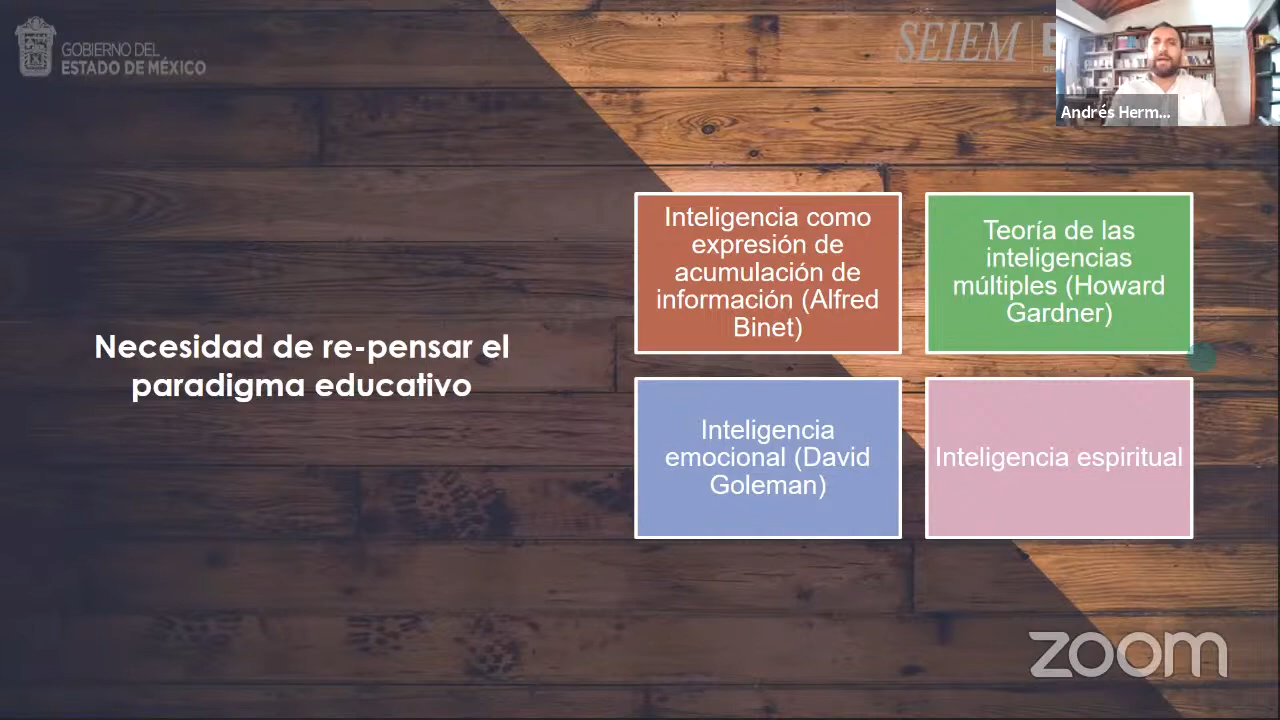 GOBIERNO DEL
ESTADO DE MÉXICO
SEIEM
Andrés Herm...
Necesidad de re-pensar el
paradigma educativo
Inteligencia como
expresión de
acumulación de
información (Alfred
Binet)
Teoría de las
inteligencias
múltiples (Howard
Gardner)
Inteligencia
emocional (David
Goleman)
Inteligencia espiritual
zoom